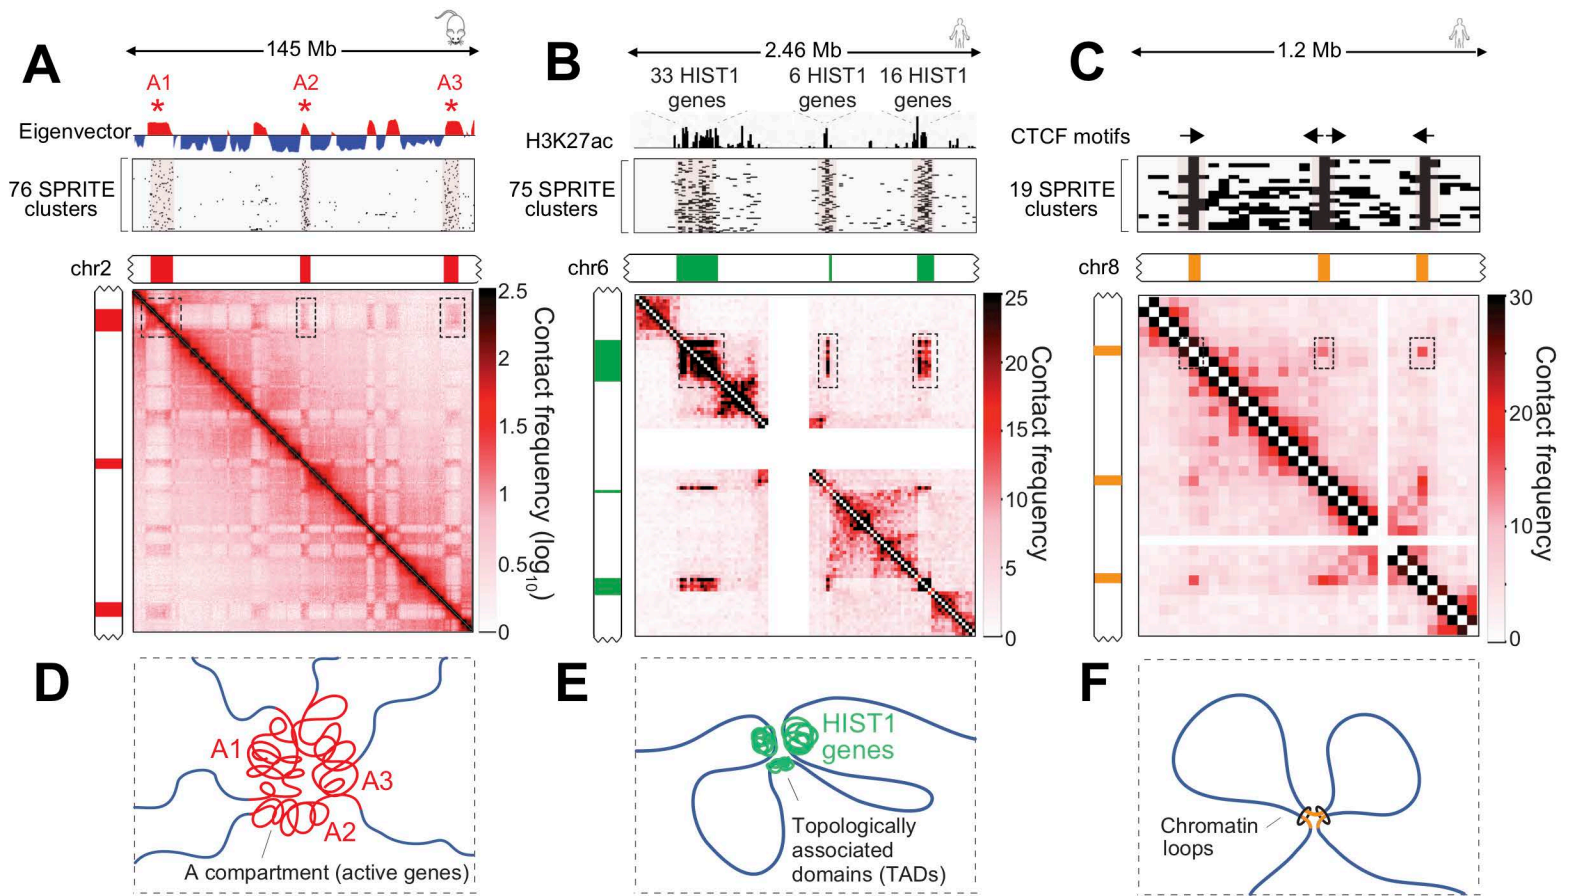 A
145 Mb
A1 A2 A3
* * *
Eigenvector
76 SPRITE
clusters
chr2
2.5
2
1.5
1
0.5
0
Contact frequency (log10)
B
2.46 Mb
33 HIST1
genes
6 HIST1
genes
16 HIST1
genes
H3K27ac
75 SPRITE
clusters
chr6
25
20
15
10
5
0
Contact frequency
C
1.2 Mb
CTCF motifs
19 SPRITE
clusters
chr8
30
20
10
0
Contact frequency
D
A1
A3
A2
A compartment (active genes)
E
HIST1
genes
Topologically
associated
domains (TADs)
F
Chromatin
loops